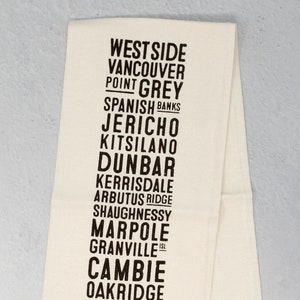 WEST SIDE
VANCOUVER
POINT GREY
SPANISH BANKS
JERICHO
KITSILANO
DUNBAR
KERRISDALE
ARBUTUS RIDGE
SHAUGHNESSY
MARPOLE
GRANVILLE ISL
CAMBIE
OAKRIDGE